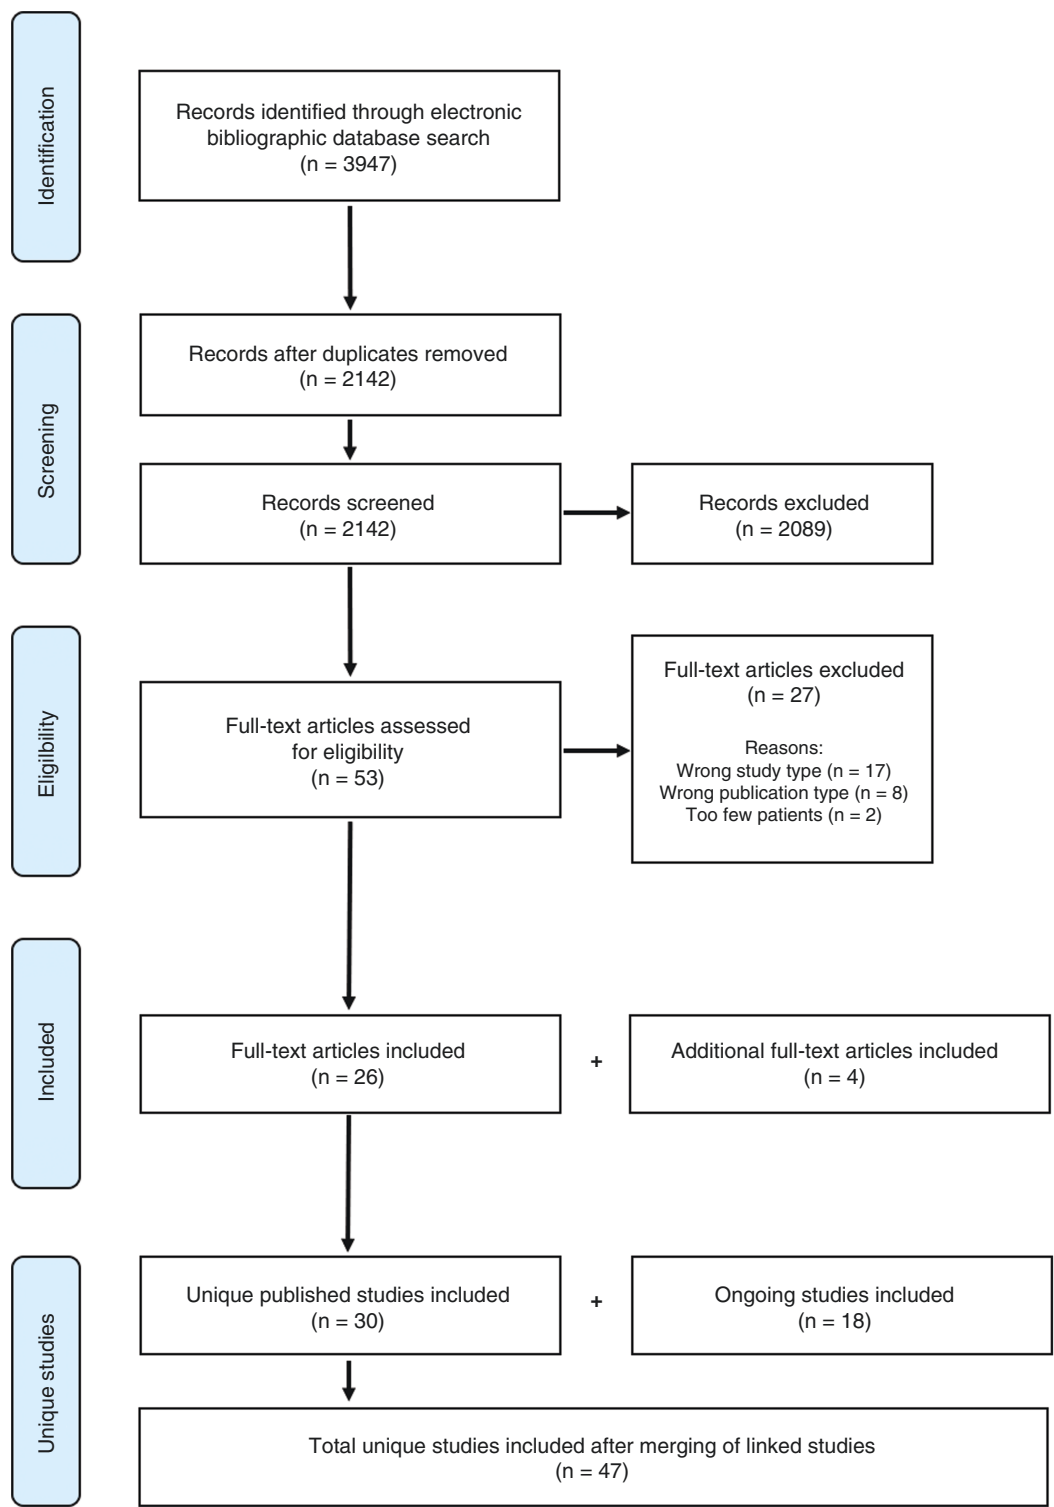 Identification
Records identified through electronic
bibliographic database search
(n = 3947)
Screening
Records after duplicates removed
(n = 2142)
Records screened
(n = 2142)
Records excluded
(n = 2089)
Eligilbility
Full-text articles assessed
for eligibility
(n = 53)
Full-text articles excluded
(n = 27)
Reasons:
Wrong study type (n = 17)
Wrong publication type (n = 8)
Too few patients (n = 2)
Included
Full-text articles included
(n = 26)
+
Additional full-text articles included
(n = 4)
Unique studies
Unique published studies included
(n = 30)
+
Ongoing studies included
(n = 18)
Total unique studies included after merging of linked studies
(n = 47)